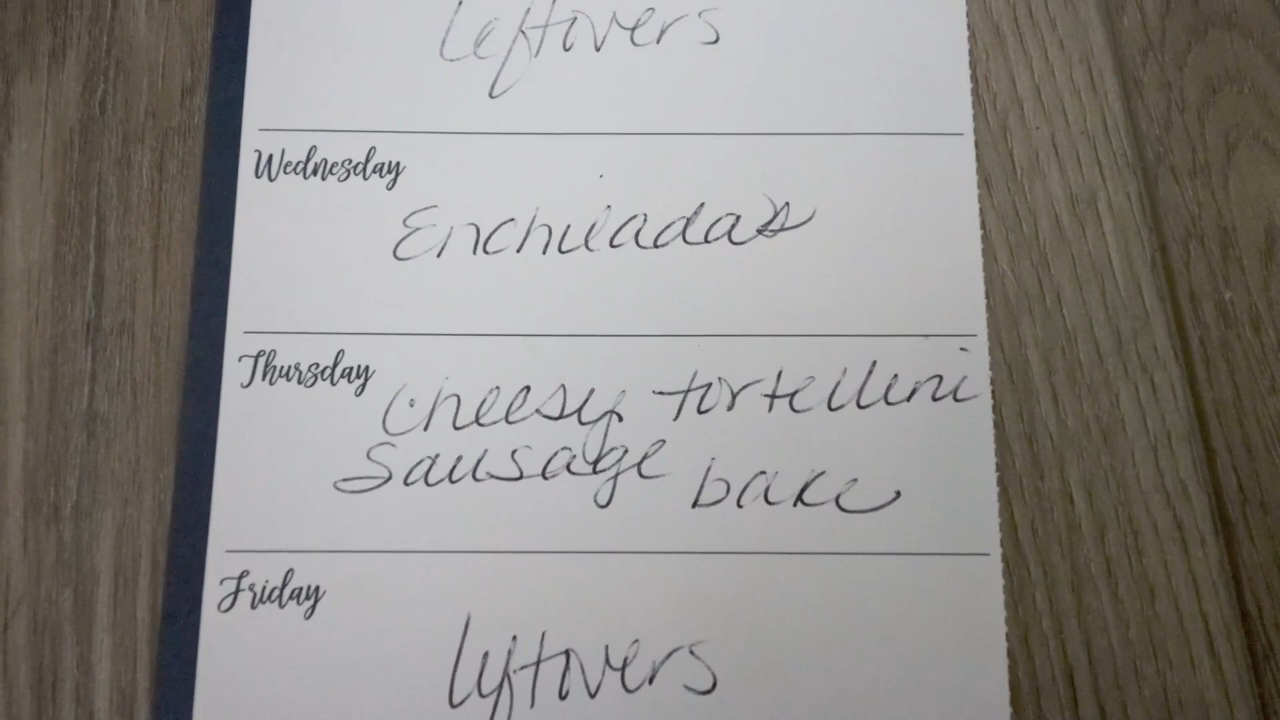 Leftovers
Wednesday
Enchiladas
Thursday
Cheesy tortellini
Sausage bake
Friday
Leftovers